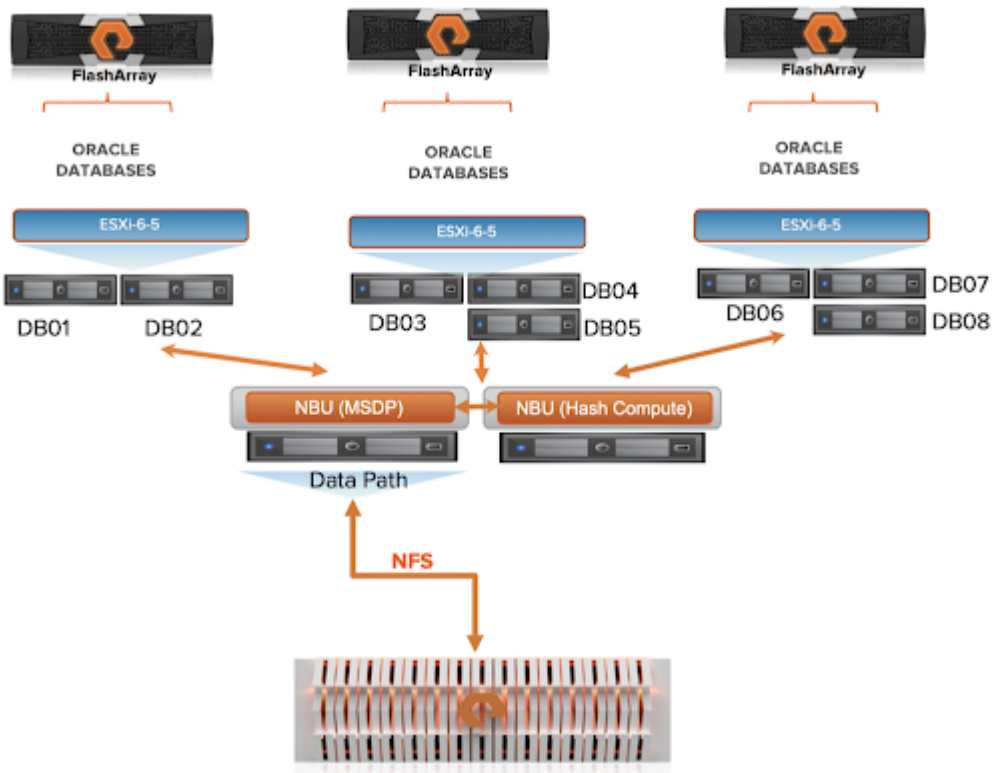 FlashArray
FlashArray
FlashArray
ORACLE
DATABASES
ORACLE
DATABASES
ORACLE
DATABASES
ESXi-6-5
ESXi-6-5
ESXi-6-5
DB01
DB02
DB03
DB04
DB05
DB06
DB07
DB08
NBU (MSDP)
NBU (Hash Compute)
Data Path
NFS